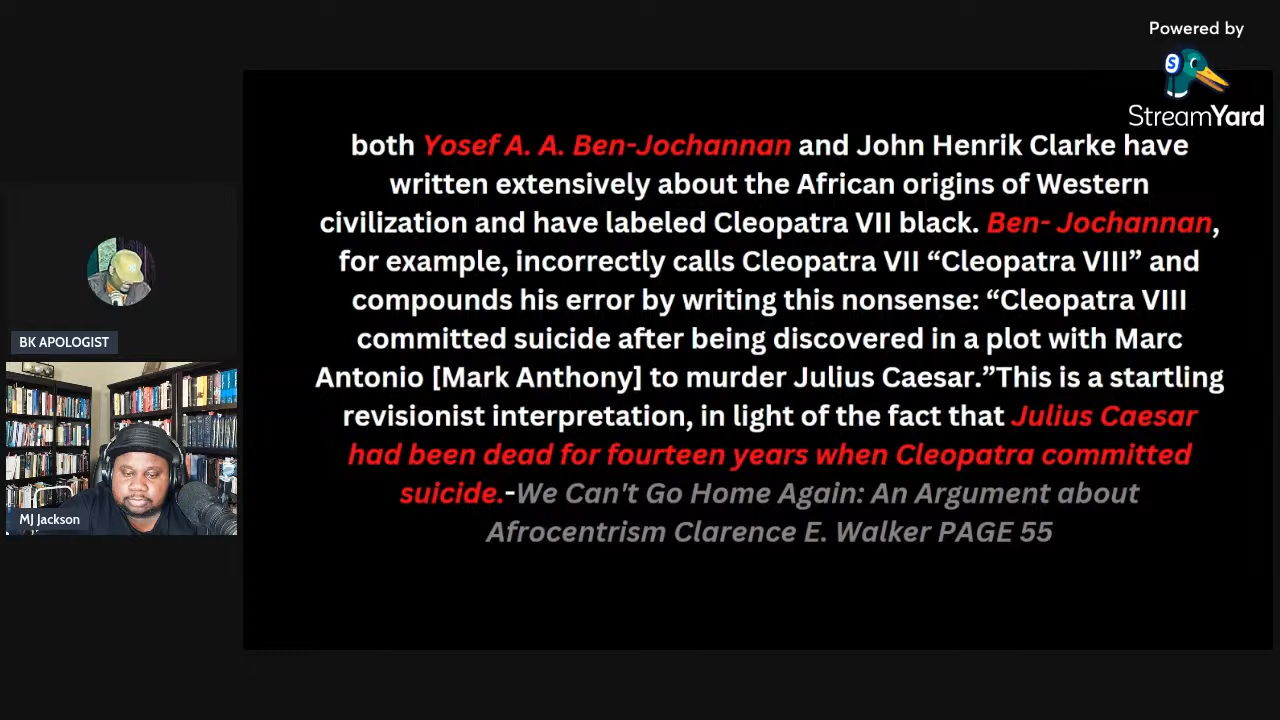 Powered by
StreamYard
both Yosef A. A. Ben-Jochannan and John Henrik Clarke have
written extensively about the African origins of Western
civilization and have labeled Cleopatra VII black. Ben- Jochannan,
for example, incorrectly calls Cleopatra VII “Cleopatra VIII” and
compounds his error by writing this nonsense: “Cleopatra VIII
committed suicide after being discovered in a plot with Marc
Antonio [Mark Anthony] to murder Julius Caesar.”This is a startling
revisionist interpretation, in light of the fact that Julius Caesar
had been dead for fourteen years when Cleopatra committed
suicide.-We Can't Go Home Again: An Argument about
Afrocentrism Clarence E. Walker PAGE 55
BK APOLOGIST
MJ Jackson